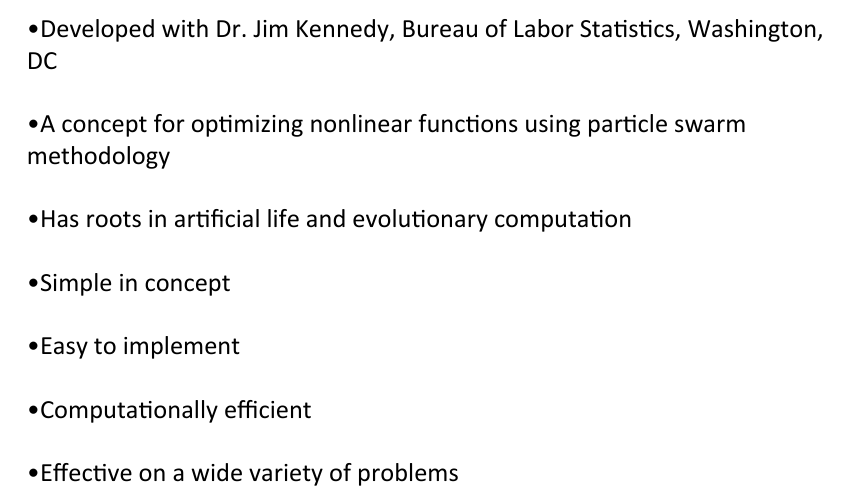 •Developed with Dr. Jim Kennedy, Bureau of Labor Statistics, Washington,
DC
•A concept for optimizing nonlinear functions using particle swarm
methodology
•Has roots in artificial life and evolutionary computation
•Simple in concept
•Easy to implement
•Computationally efficient
•Effective on a wide variety of problems